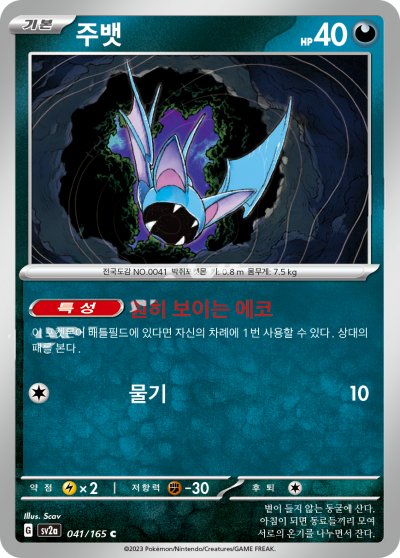 기본
주뱃
HP 40
전국도감 NO.0041 박쥐포켓몬 키: 0.8 m 몸무게: 7.5 kg
특성
보이는 에코
이 포켓몬이 배틀필드에 있다면 자신의 차례에 1번 사용할 수 있다. 상대의
패를 본다.
물기 10
약점 ×2 저항력 -30 후퇴
Illus. Scav
G sv2a 041/165 C
별이 들지 않는 동굴에 산다.
아침이 되면 동료들끼리 모여
서로의 온기를 나누면서 잔다.
©2023 Pokémon/Nintendo/Creatures/GAME FREAK.